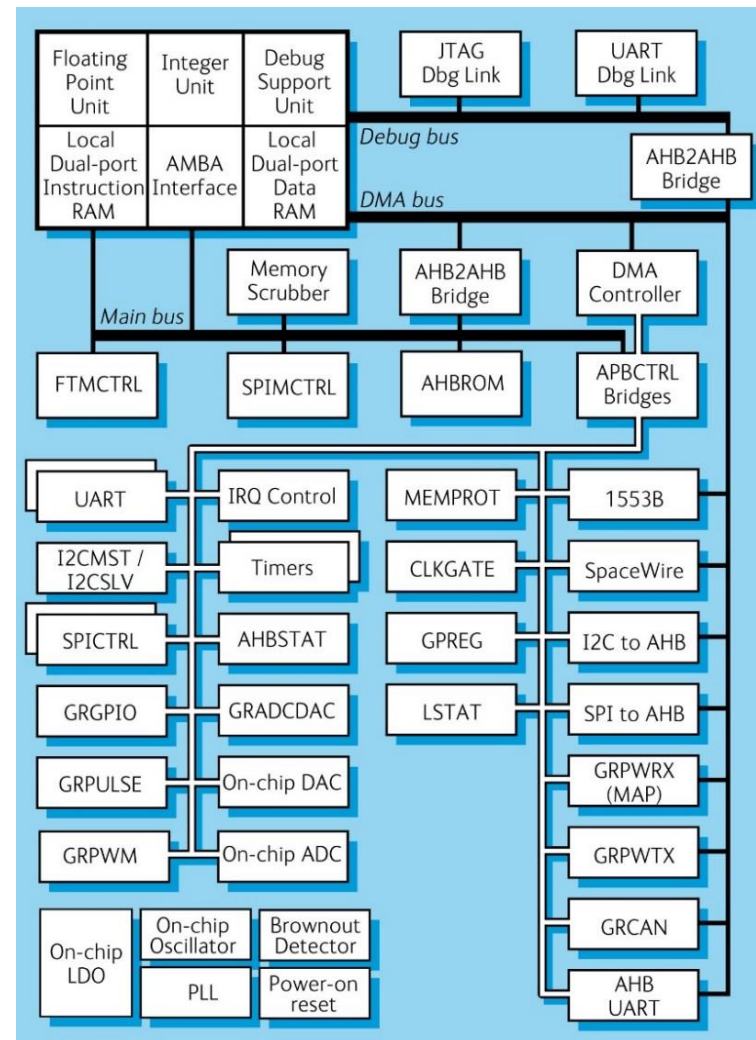 Floating
Point
Unit
Integer
Unit
Debug
Support
Unit
JTAG
Dbg Link
UART
Dbg Link
Local
Dual-port
Instruction
RAM
AMBA
Interface
Local
Dual-port
Data
RAM
Debug bus
AHB2AHB
Bridge
DMA bus
Memory
Scrubber
AHB2AHB
Bridge
DMA
Controller
Main bus
FTMCTRL
SPIMCTRL
AHBROM
APBCTRL
Bridges
UART
IRQ Control
MEMPROT
1553B
I2CMST /
I2CSLV
Timers
CLKGATE
SpaceWire
SPICTRL
AHBSTAT
GPREG
I2C to AHB
GRGPIO
GRADCDAC
LSTAT
SPI to AHB
GRPULSE
On-chip DAC
GRPWRX
(MAP)
GRPWM
On-chip ADC
GRPWTX
On-chip
LDO
On-chip
Oscillator
Brownout
Detector
GRCAN
PLL
Power-on
reset
AHB
UART